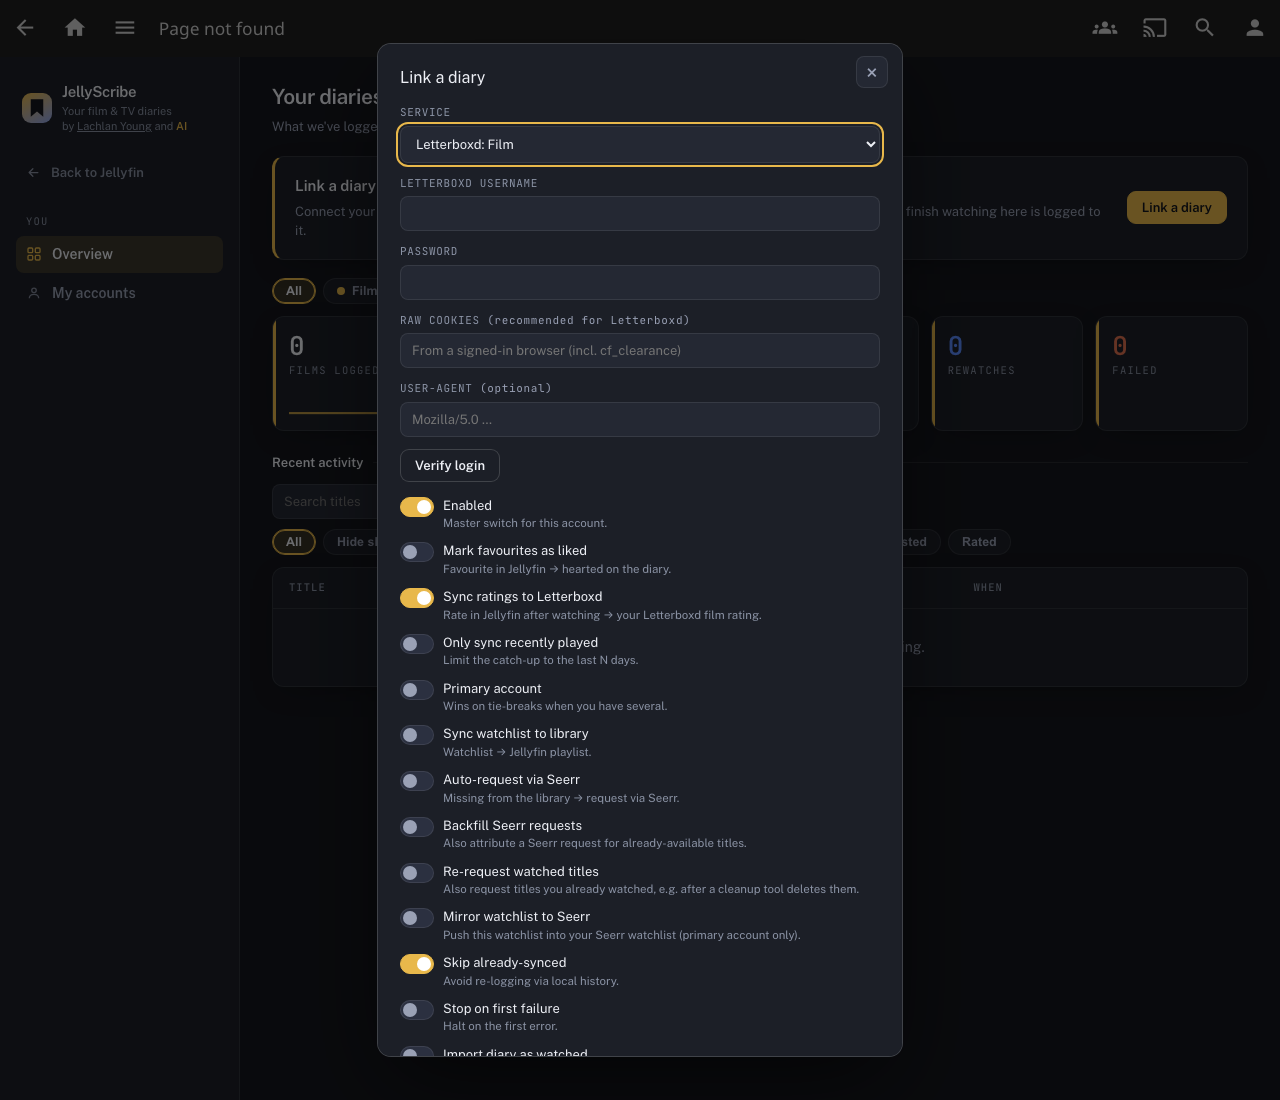 Page not found
JellyScribe
Your film & TV diaries
by Lachlan Young and AI
Back to Jellyfin
YOU
Overview
My accounts
Your diaries
What we've logge
Link a diary
Connect your
finish watching here is logged to
it.
Link a diary
All
Film
0
FILMS LOGGED
0
REWATCHES
0
FAILED
Recent activity
Search titles
All
Hide s
sted
Rated
TITLE
WHEN
ng.
Link a diary
×
SERVICE
Letterboxd: Film
LETTERBOXD USERNAME
PASSWORD
RAW COOKIES (recommended for Letterboxd)
From a signed-in browser (incl. cf_clearance)
USER-AGENT (optional)
Mozilla/5.0 ...
Verify login
Enabled
Master switch for this account.
Mark favourites as liked
Favourite in Jellyfin → hearted on the diary.
Sync ratings to Letterboxd
Rate in Jellyfin after watching → your Letterboxd film rating.
Only sync recently played
Limit the catch-up to the last N days.
Primary account
Wins on tie-breaks when you have several.
Sync watchlist to library
Watchlist → Jellyfin playlist.
Auto-request via Seerr
Missing from the library → request via Seerr.
Backfill Seerr requests
Also attribute a Seerr request for already-available titles.
Re-request watched titles
Also request titles you already watched, e.g. after a cleanup tool deletes them.
Mirror watchlist to Seerr
Push this watchlist into your Seerr watchlist (primary account only).
Skip already-synced
Avoid re-logging via local history.
Stop on first failure
Halt on the first error.
Import diary as watched